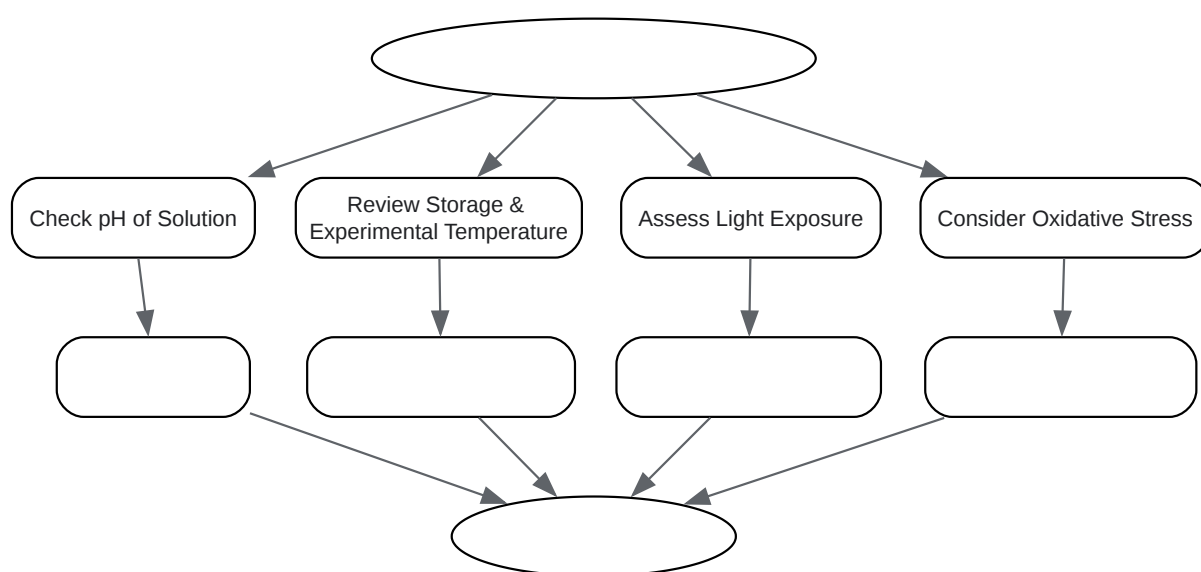 Check pH of Solution
Review Storage &
Experimental Temperature
Assess Light Exposure
Consider Oxidative Stress